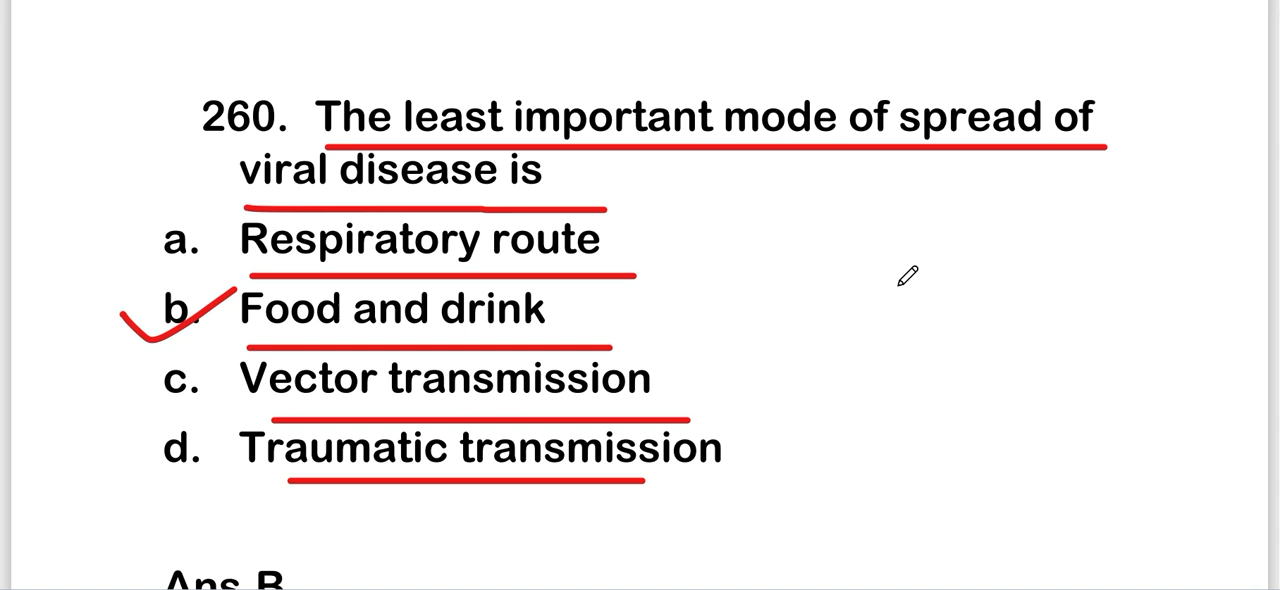 260. The least important mode of spread of
viral disease is
a. Respiratory route
b. Food and drink
c. Vector transmission
d. Traumatic transmission
Ans B